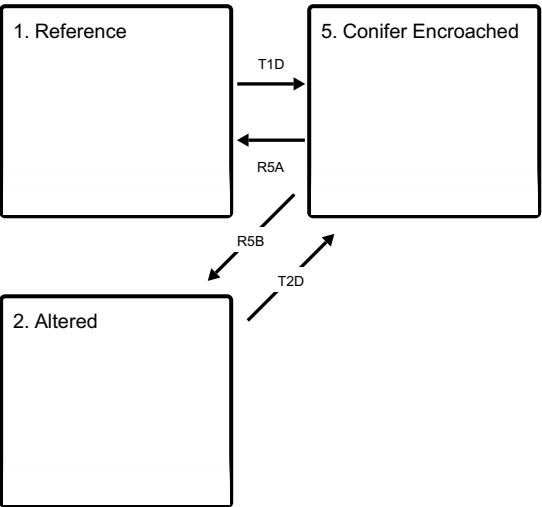 1. Reference
5. Conifer Encroached
T1D
R5A
R5B
T2D
2. Altered